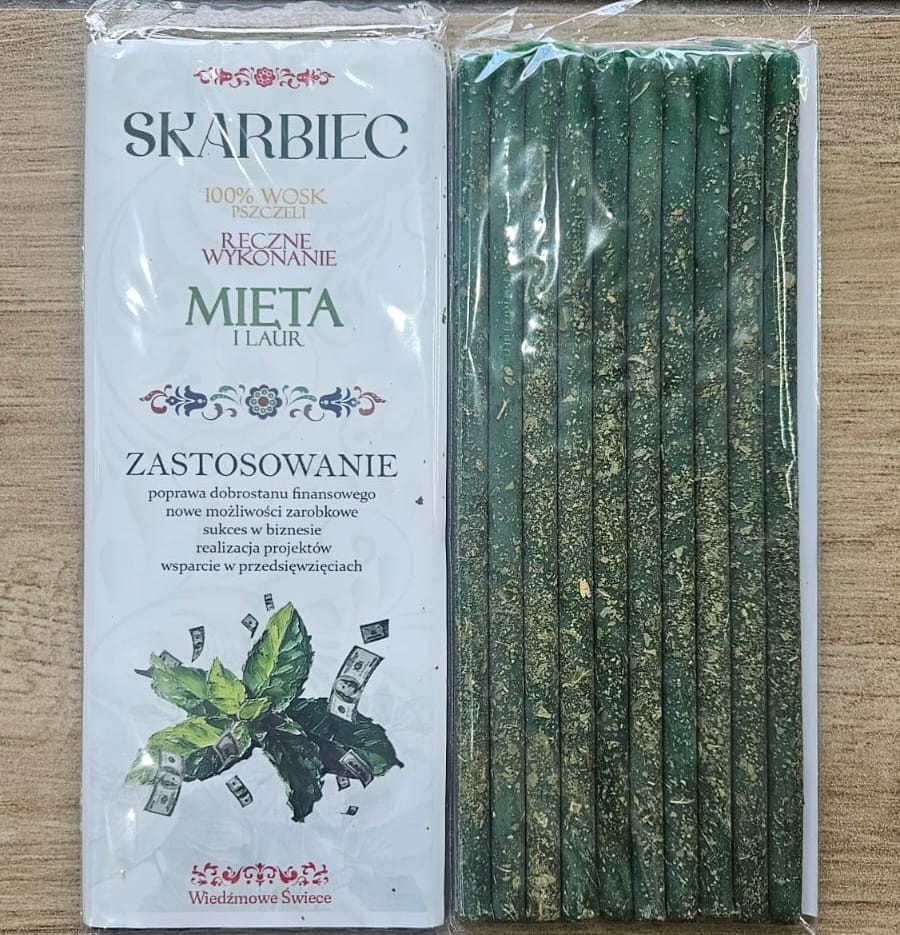 SKARBIEC
100% WOSK
PSZCZELI
RĘCZNE
WYKONANIE
MIĘTA
I LAUR
ZASTOSOWANIE
poprawa dobrostanu finansowego
nowe możliwości zarobkowe
sukces w biznesie
realizacja projektów
wsparcie w przedsięwzięciach
Wiedźmowe Świece